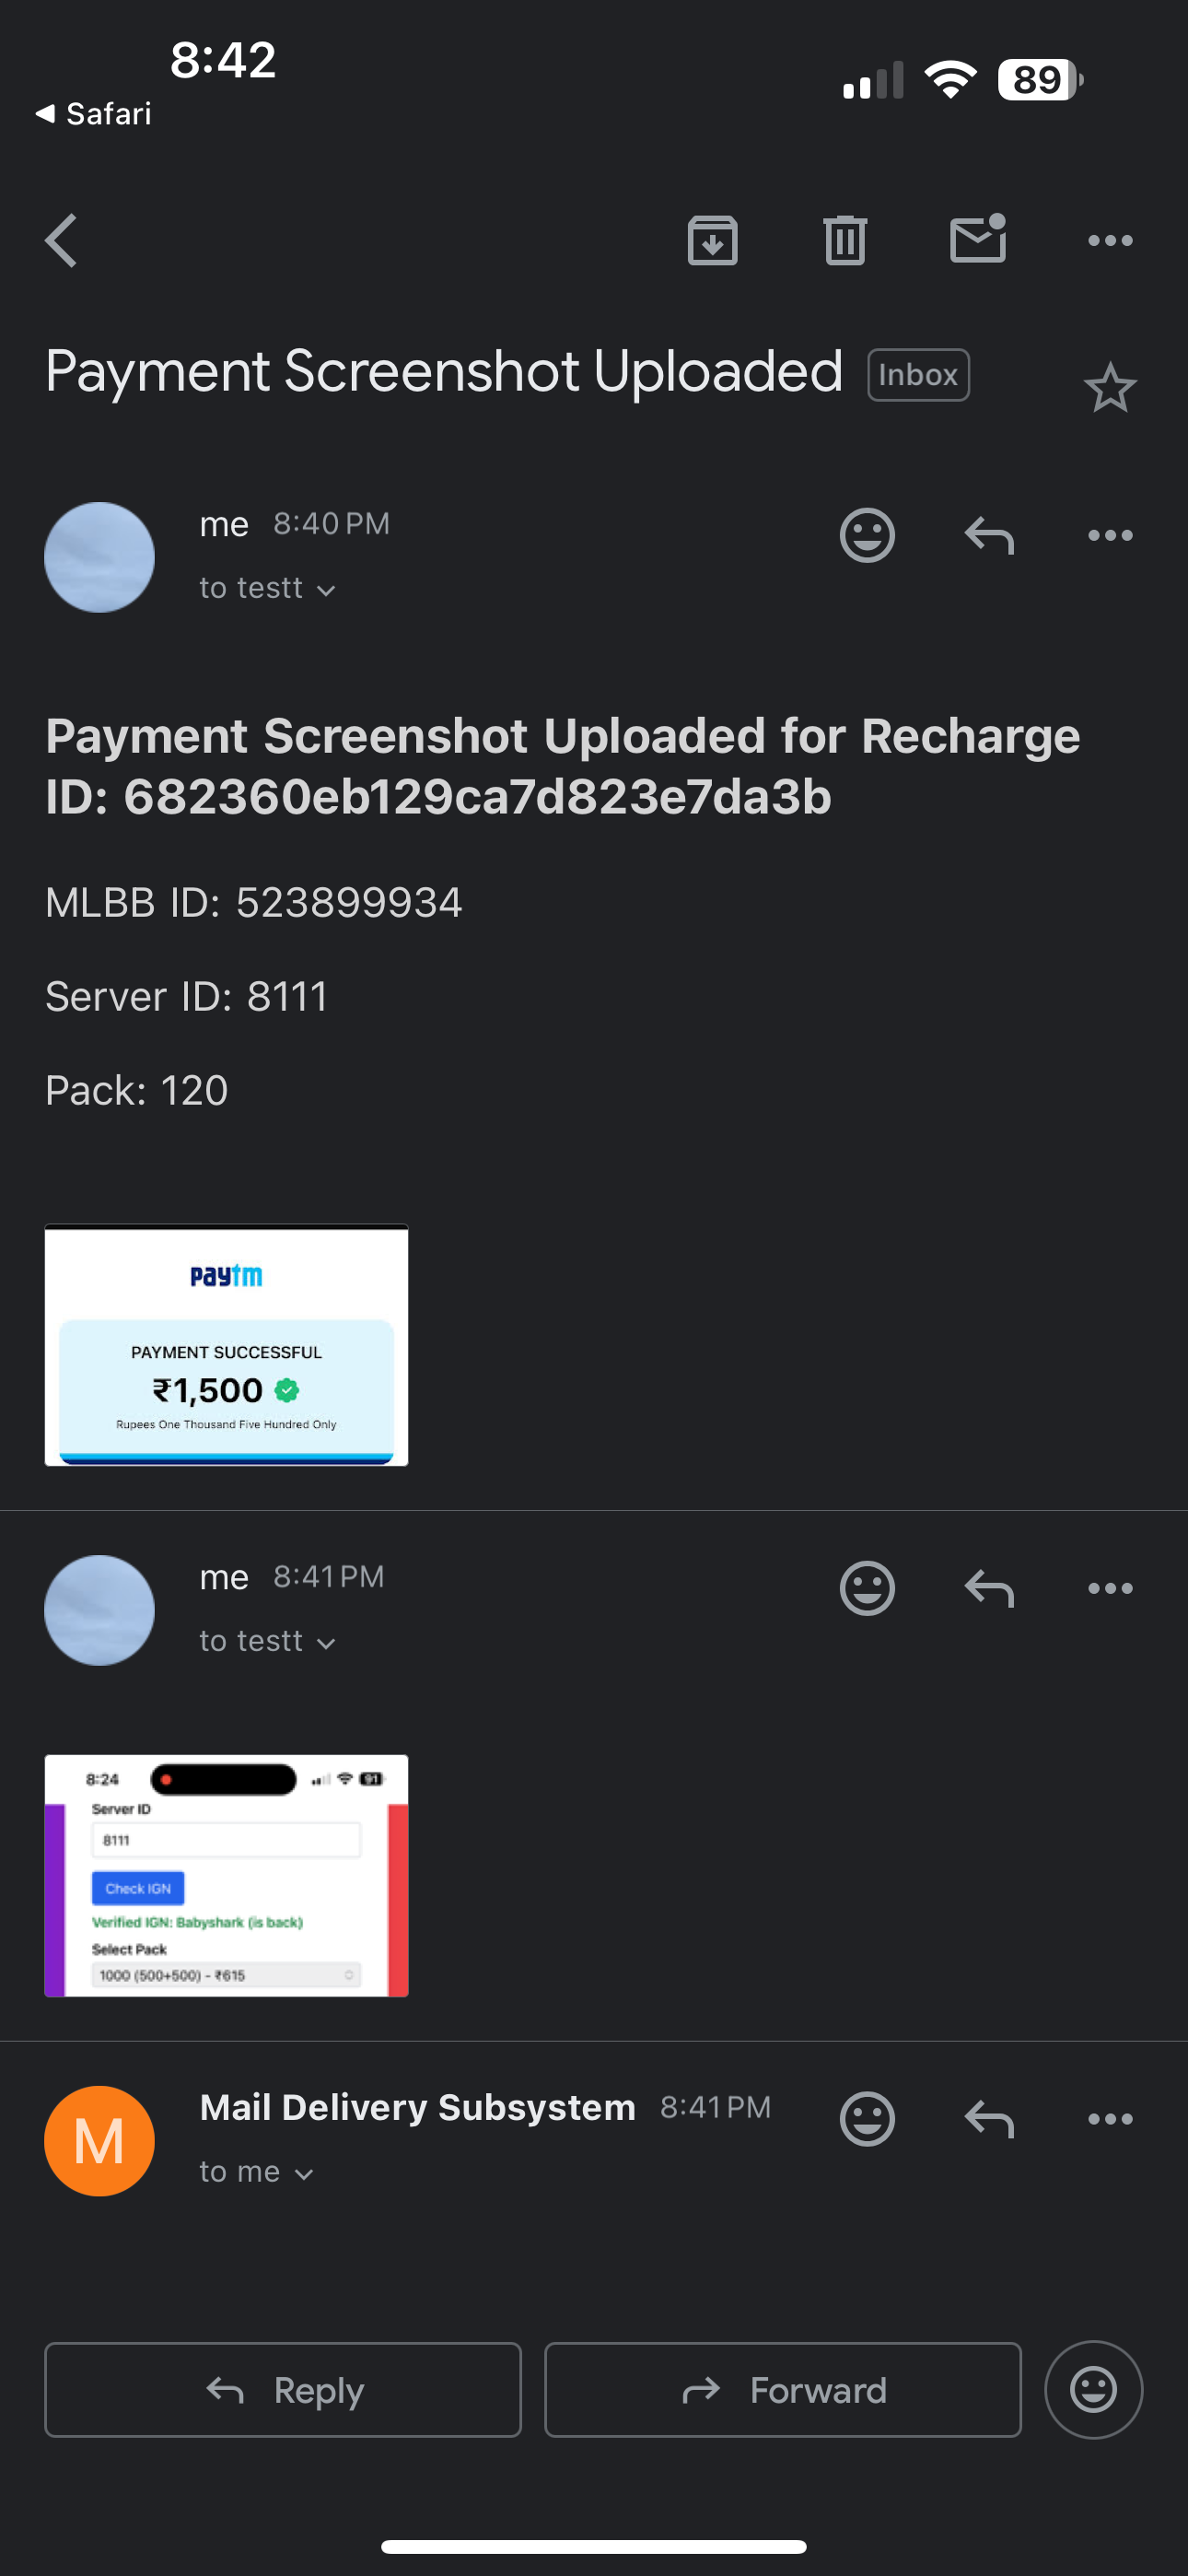 8:42
89
Safari
Payment Screenshot Uploaded Inbox
me 8:40 PM
to testt
Payment Screenshot Uploaded for Recharge
ID: 682360eb129ca7d823e7da3b
MLBB ID: 523899934
Server ID: 8111
Pack: 120
paytm
PAYMENT SUCCESSFUL
₹1,500
Rupees One Thousand Five Hundred Only
me 8:41 PM
to testt
8:24
91
Server ID
8111
Check IGN
Verified IGN: Babyshark (is back)
Select Pack
1000 (500+500) - ₹615
M
Mail Delivery Subsystem 8:41 PM
to me
Reply
Forward